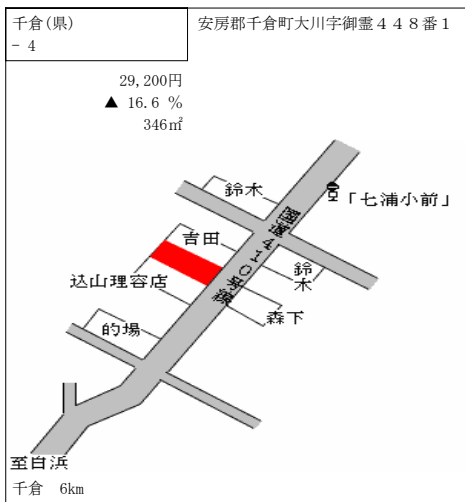 千倉(県)
- 4
安房郡千倉町大川字御霊４４８番１
29,200円
▲ 16.6 %
346㎡
鈴木
「七浦小前」
国道410号線
吉田
鈴木
込山理容店
森下
的場
至白浜
千倉　6km